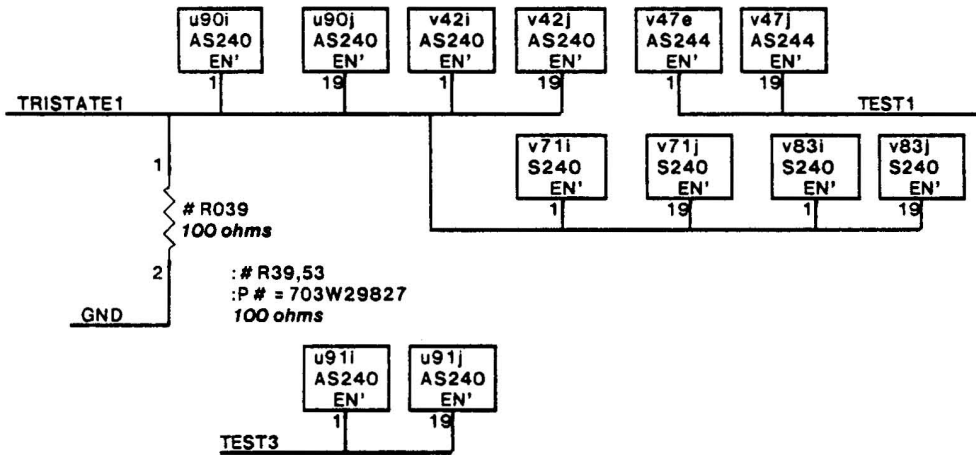 u90i
AS240
EN'
1
u90j
AS240
EN'
19
v42i
AS240
EN'
1
v42j
AS240
EN'
19
v47e
AS244
EN'
1
v47j
AS244
EN'
19
TRISTATE1
TEST1
v71i
S240
EN'
1
v71j
S240
EN'
19
v83i
S240
EN'
1
v83j
S240
EN'
19
1
# R039
100 ohms
2
:# R39,53
:P# = 703W29827
100 ohms
GND
u91i
AS240
EN'
1
u91j
AS240
EN'
19
TEST3